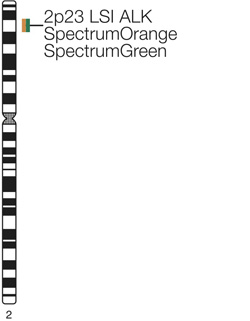 2p23 LSI ALK
SpectrumOrange
SpectrumGreen
2